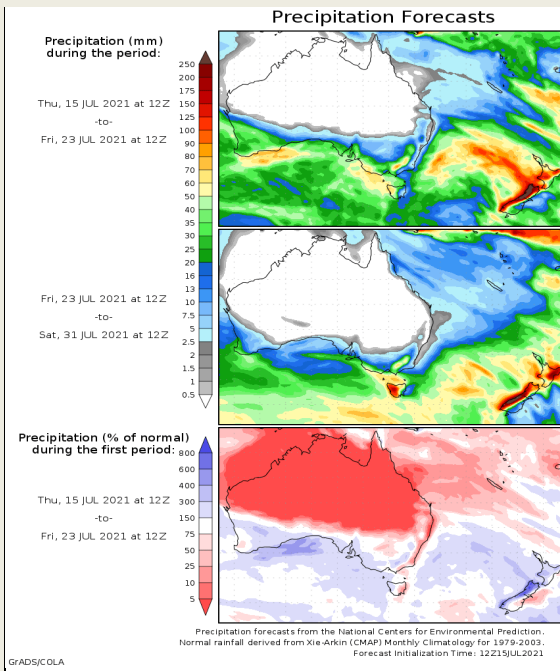 Precipitation Forecasts
Precipitation (mm)
during the period:
Thu, 15 JUL 2021 at 12Z
-to-
Fri, 23 JUL 2021 at 12Z
250
200
175
150
125
100
90
80
70
60
50
40
35
30
25
20
16
13
10
7.5
5
2.5
2
1.5
1
0.5
Fri, 23 JUL 2021 at 12Z
-to-
Sat, 31 JUL 2021 at 12Z
Precipitation (% of normal)
during the first period:
Thu, 15 JUL 2021 at 12Z
-to-
Fri, 23 JUL 2021 at 12Z
800
600
400
300
150
75
50
25
10
5
Precipitation forecasts from the National Centers for Environmental Prediction.
Normal rainfall derived from Xie-Arkin (CMAP) Monthly Climatology for 1979-2003.
Forecast Initialization Time: 12Z15JUL2021
GrADS/COLA